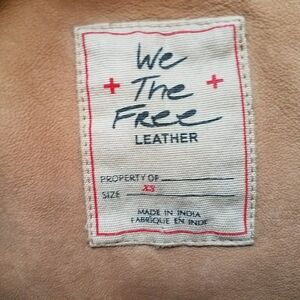 We
+ The +
Free
LEATHER
PROPERTY OF
SIZE XS
MADE IN INDIA
FABRIQUÉ EN INDE